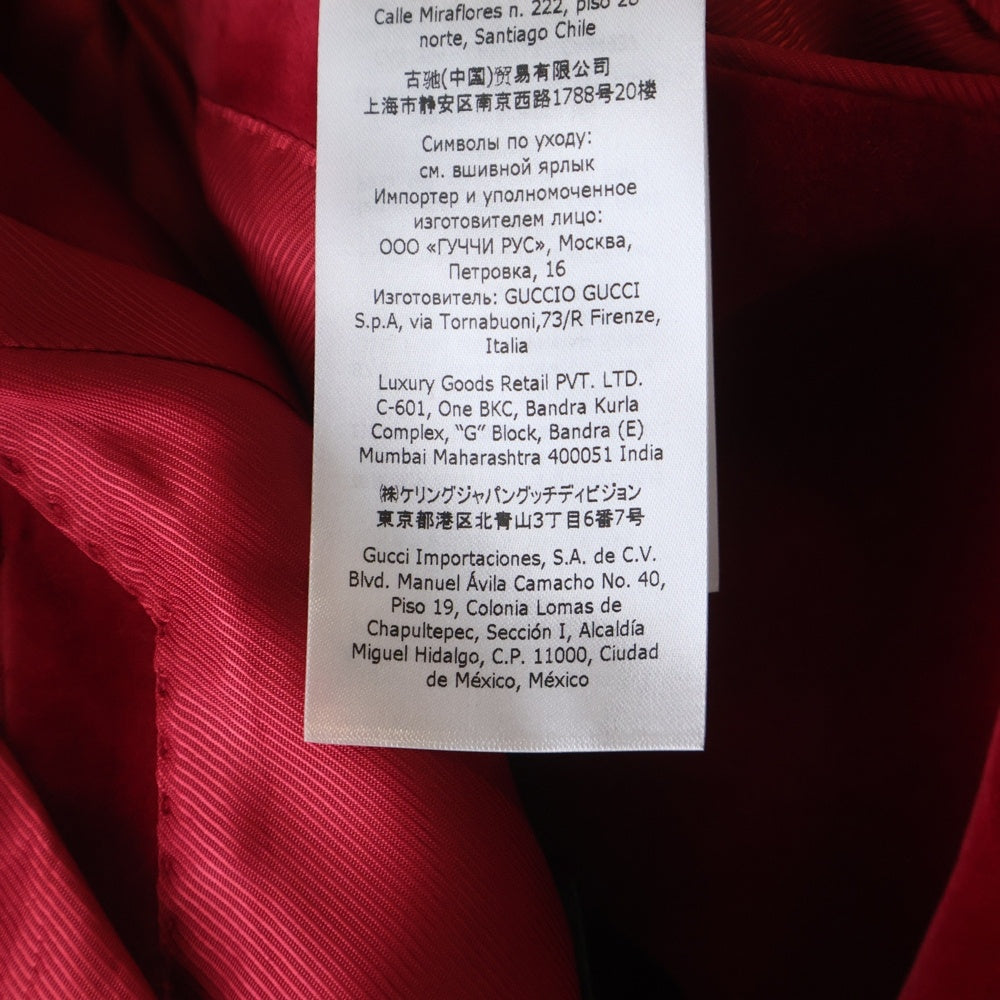 Calle Miraflores n. 222, piso 28
norte, Santiago Chile
古驰(中国)贸易有限公司
上海市静安区南京西路1788号20楼
Символы по уходу:
см. вшивной ярлык
Импортер и уполномоченное
изготовителем лицо:
ООО «ГУЧЧИ РУС», Москва,
Петровка, 16
Изготовитель: GUCCIO GUCCI
S.p.A, via Tornabuoni,73/R Firenze,
Italia
Luxury Goods Retail PVT. LTD.
C-601, One BKC, Bandra Kurla
Complex, “G” Block, Bandra (E)
Mumbai Maharashtra 400051 India
㈱ケリングジャパングッチディビジョン
東京都港区北青山3丁目6番7号
Gucci Importaciones, S.A. de C.V.
Blvd. Manuel Ávila Camacho No. 40,
Piso 19, Colonia Lomas de
Chapultepec, Sección I, Alcaldía
Miguel Hidalgo, C.P. 11000, Ciudad
de México, México